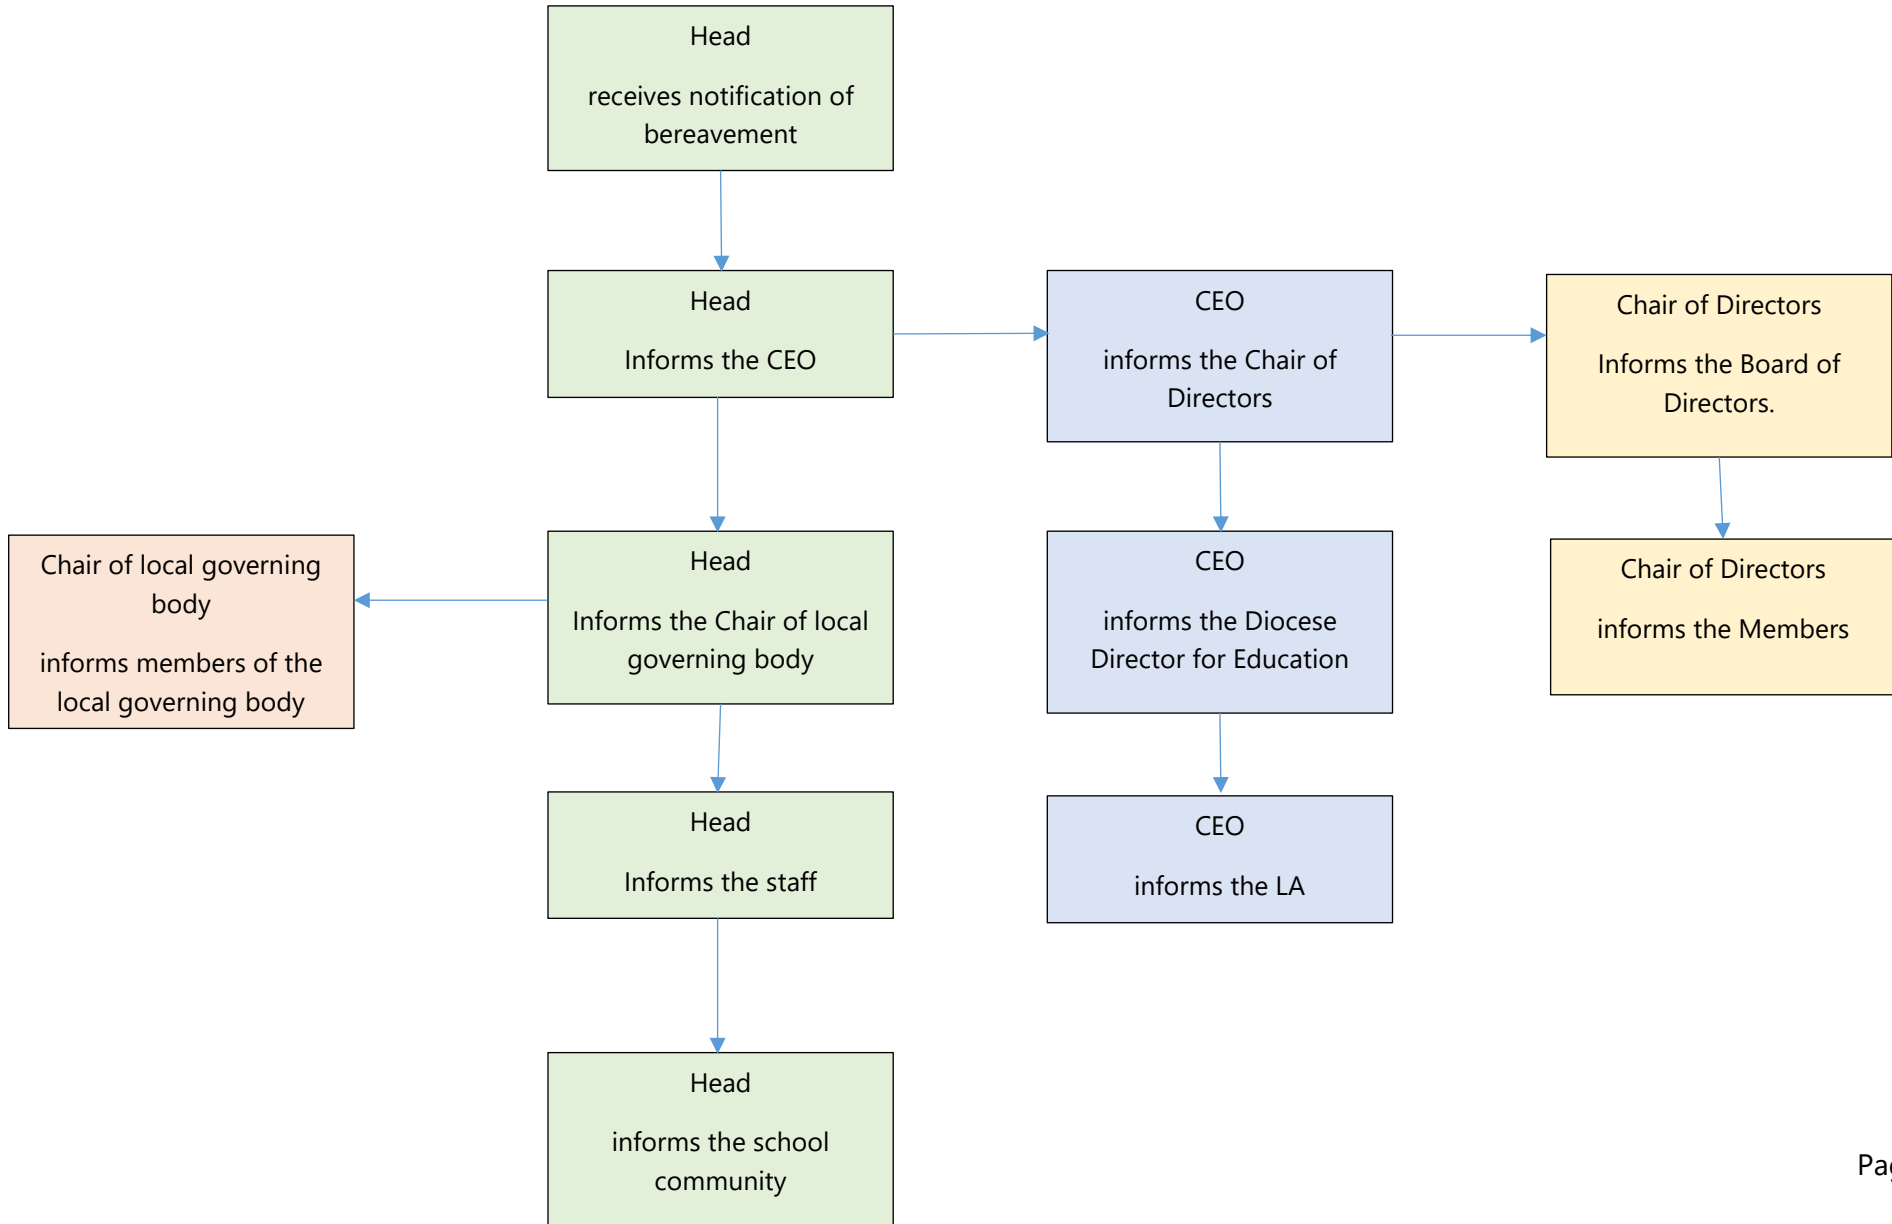 Head
receives notification of
bereavement
Head
Informs the CEO
CEO
informs the Chair of
Directors
Chair of Directors
Informs the Board of
Directors.
Chair of local governing
body
informs members of the
local governing body
Head
Informs the Chair of local
governing body
CEO
informs the Diocese
Director for Education
Chair of Directors
informs the Members
Head
Informs the staff
CEO
informs the LA
Head
informs the school
community